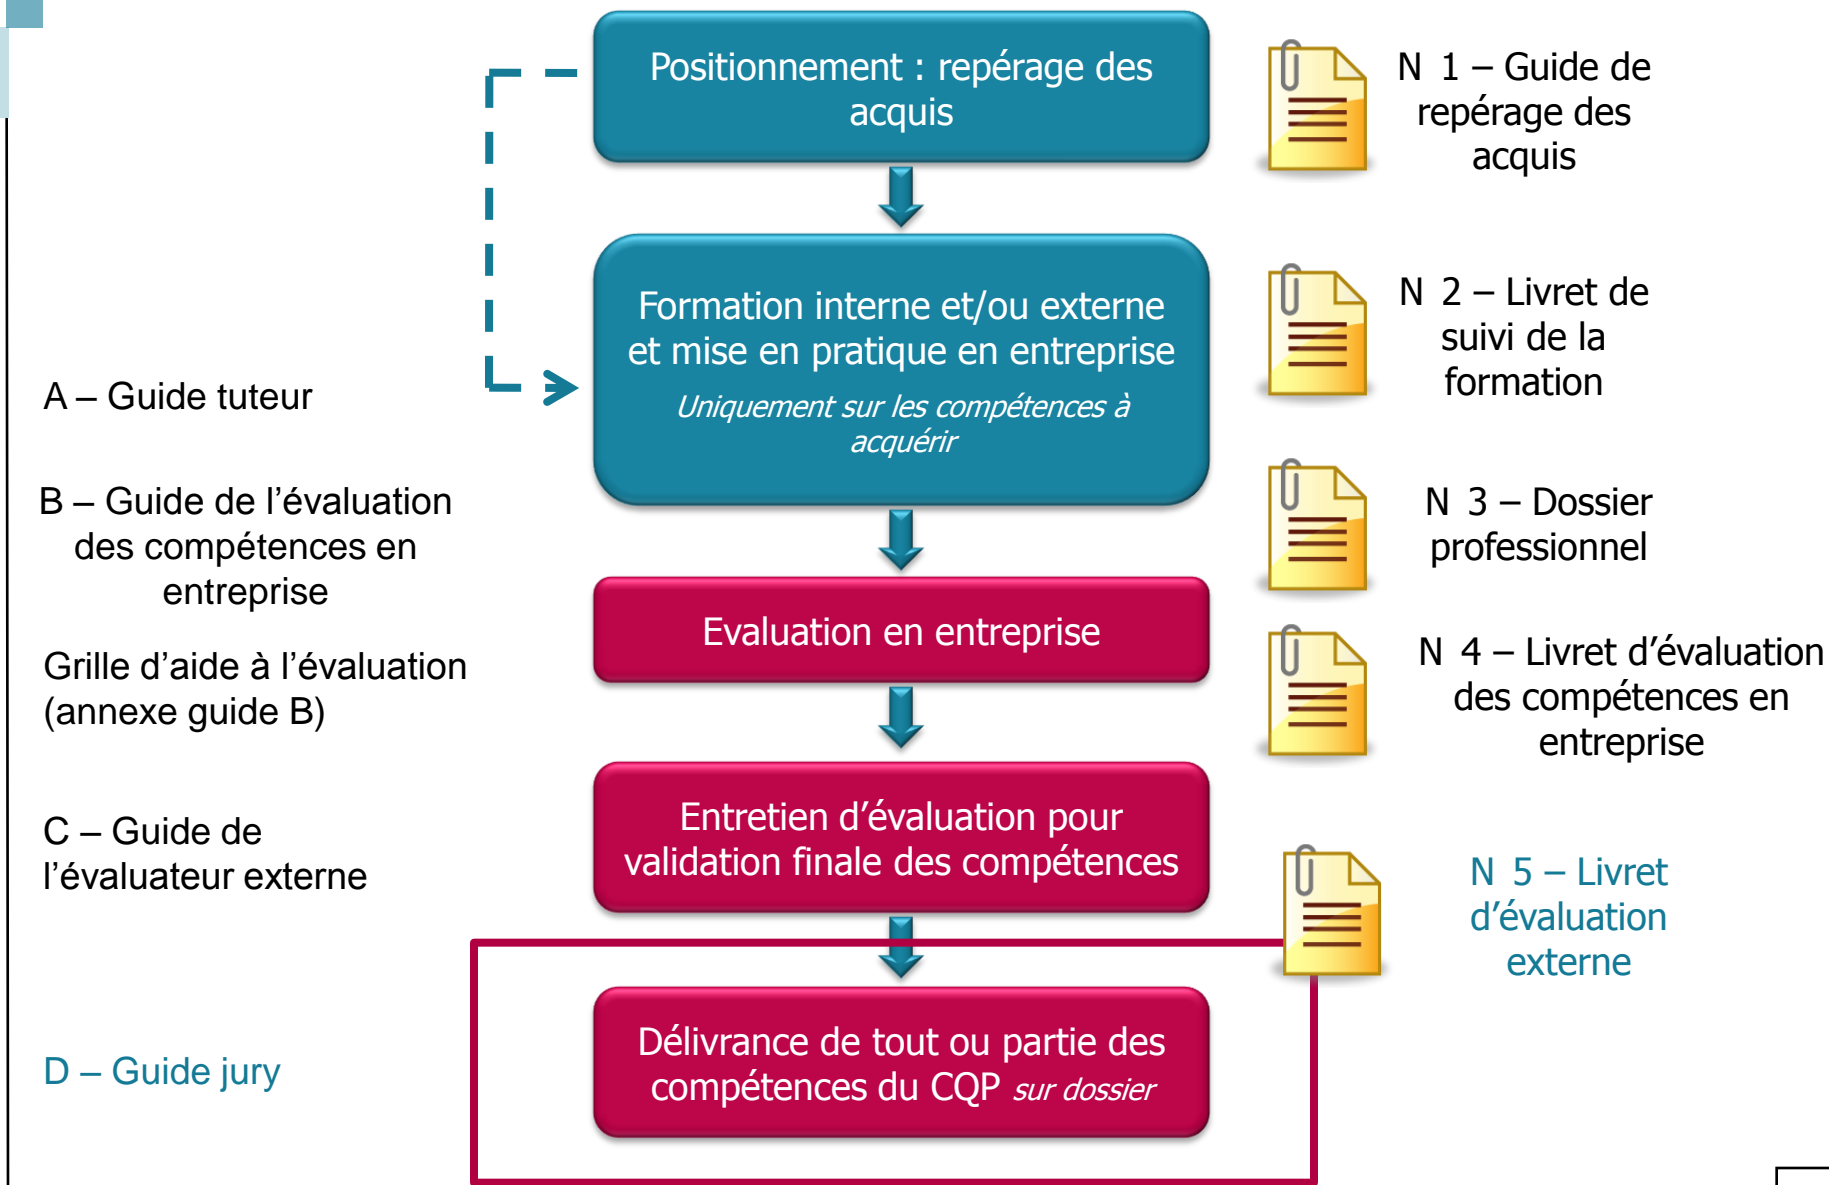 Positionnement : repérage des
acquis
N 1 – Guide de
repérage des
acquis
Formation interne et/ou externe
et mise en pratique en entreprise
Uniquement sur les compétences à
acquérir
N 2 – Livret de
suivi de la
formation
A – Guide tuteur
B – Guide de l’évaluation
des compétences en
entreprise
N 3 – Dossier
professionnel
Evaluation en entreprise
Grille d’aide à l’évaluation
(annexe guide B)
N 4 – Livret d’évaluation
des compétences en
entreprise
Entretien d’évaluation pour
validation finale des compétences
C – Guide de
l’évaluateur externe
N 5 – Livret
d’évaluation
externe
Délivrance de tout ou partie des
compétences du CQP sur dossier
D – Guide jury